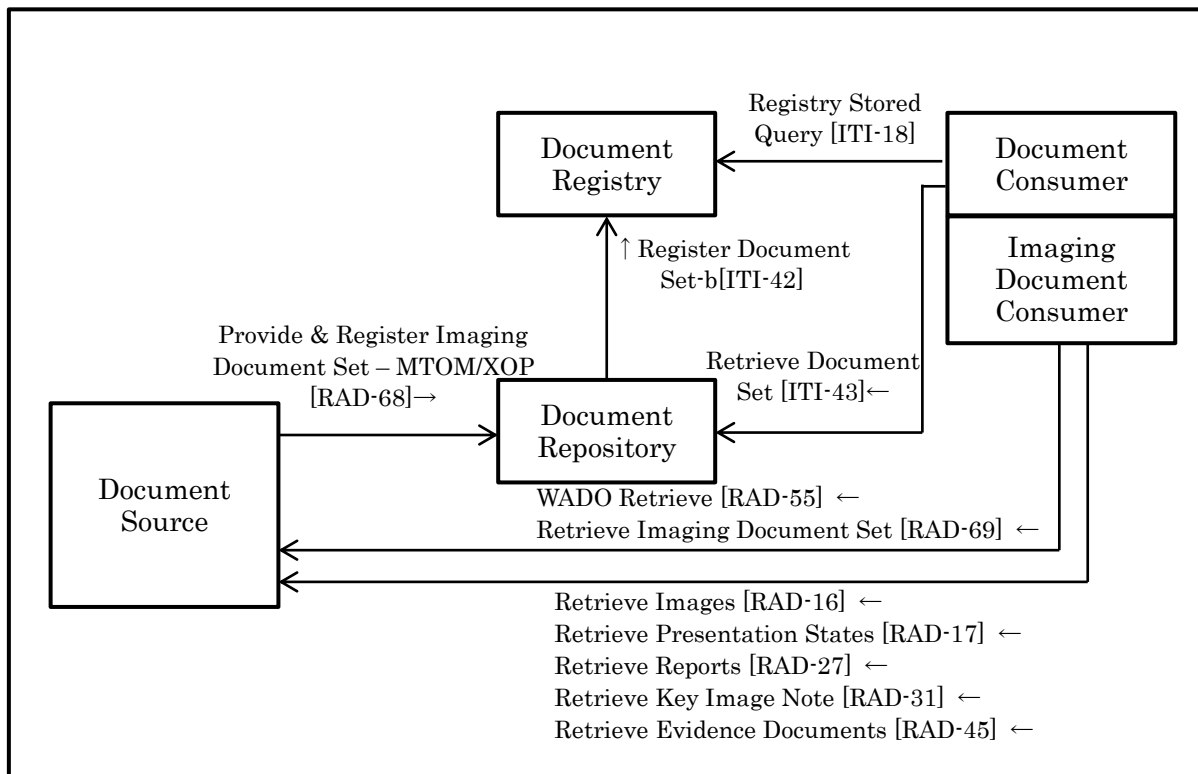 Registry Stored
Query [ITI-18]
Document
Registry
Document
Consumer
↑ Register Document
Set-b[ITI-42]
Imaging
Document
Consumer
Provide & Register Imaging
Document Set – MTOM/XOP
[RAD-68]→
Retrieve Document
Set [ITI-43]←
Document
Repository
Document
Source
WADO Retrieve [RAD-55] ←
Retrieve Imaging Document Set [RAD-69] ←
Retrieve Images [RAD-16] ←
Retrieve Presentation States [RAD-17] ←
Retrieve Reports [RAD-27] ←
Retrieve Key Image Note [RAD-31] ←
Retrieve Evidence Documents [RAD-45] ←